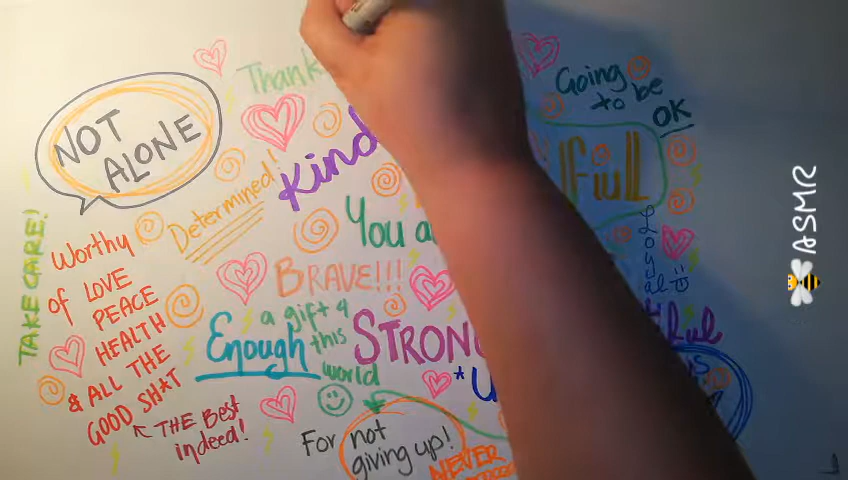 NOT
ALONE
Thank
Kind
Determined!
Going
to be
OK
ful
TAKE CARE!
Worthy
of LOVE
PEACE
HEALTH
& ALL THE
GOOD SH*T
THE BEST
indeed!
You
BRAVE!!!
Enough
a gift 4
this
world
STRONG
Loyal
For not
giving up!
NEVER
ASMR